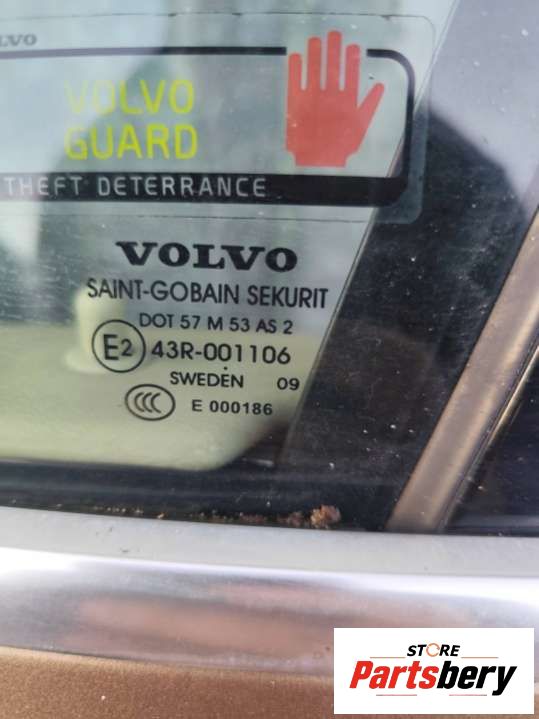 VOLVO
VOLVO
GUARD
THEFT DETERRANCE
VOLVO
SAINT-GOBAIN SEKURIT
DOT 57 M 53 AS 2
E2 43R-001106
SWEDEN 09
CCC E 000186
STORE
Partsbery